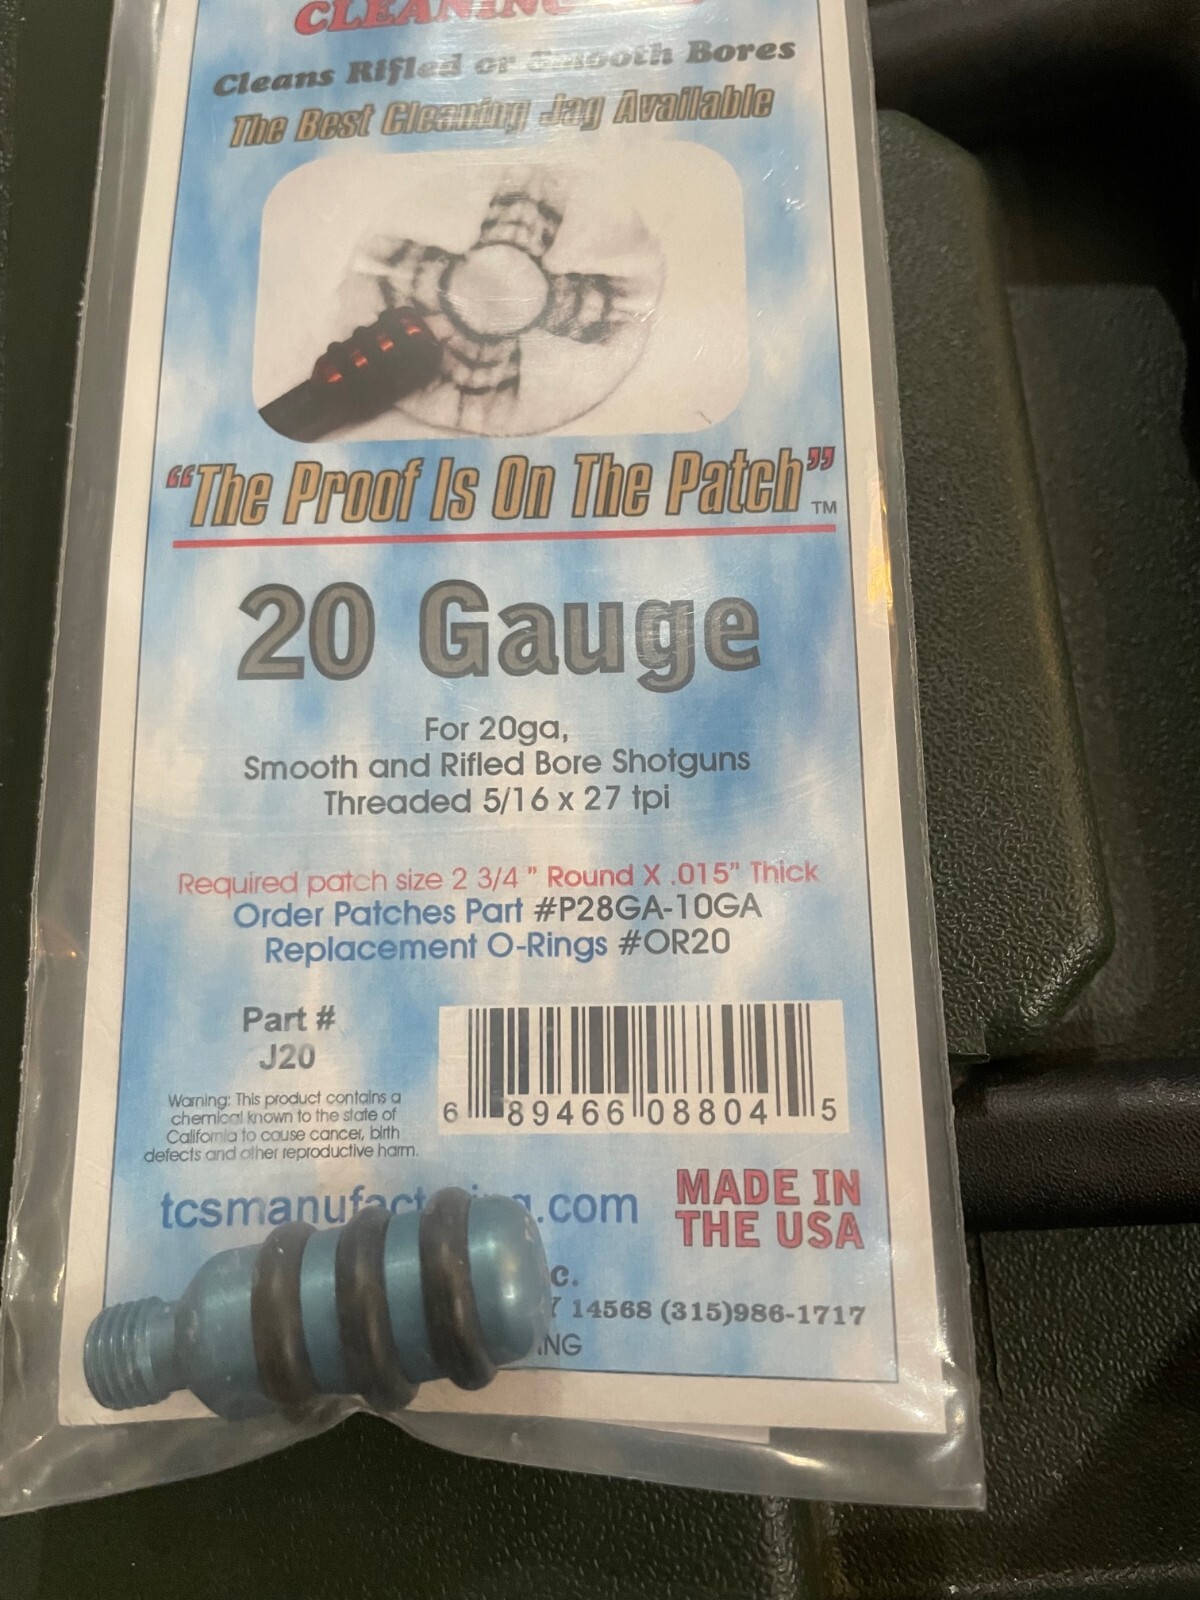 CLEANING
Cleans Rifled or Smooth Bores
The Best Cleaning Jag Available
“The Proof Is On The Patch” TM
20 Gauge
For 20ga,
Smooth and Rifled Bore Shotguns
Threaded 5/16 x 27 tpi
Required patch size 2 3/4 " Round X .015" Thick
Order Patches Part #P28GA-10GA
Replacement O-Rings #OR20
Part #
J20
Warning: This product contains a
chemical known to the state of
California to cause cancer, birth
defects and other reproductive harm.
6 89466 08804 5
MADE IN
THE USA
14568 (315)986-1717